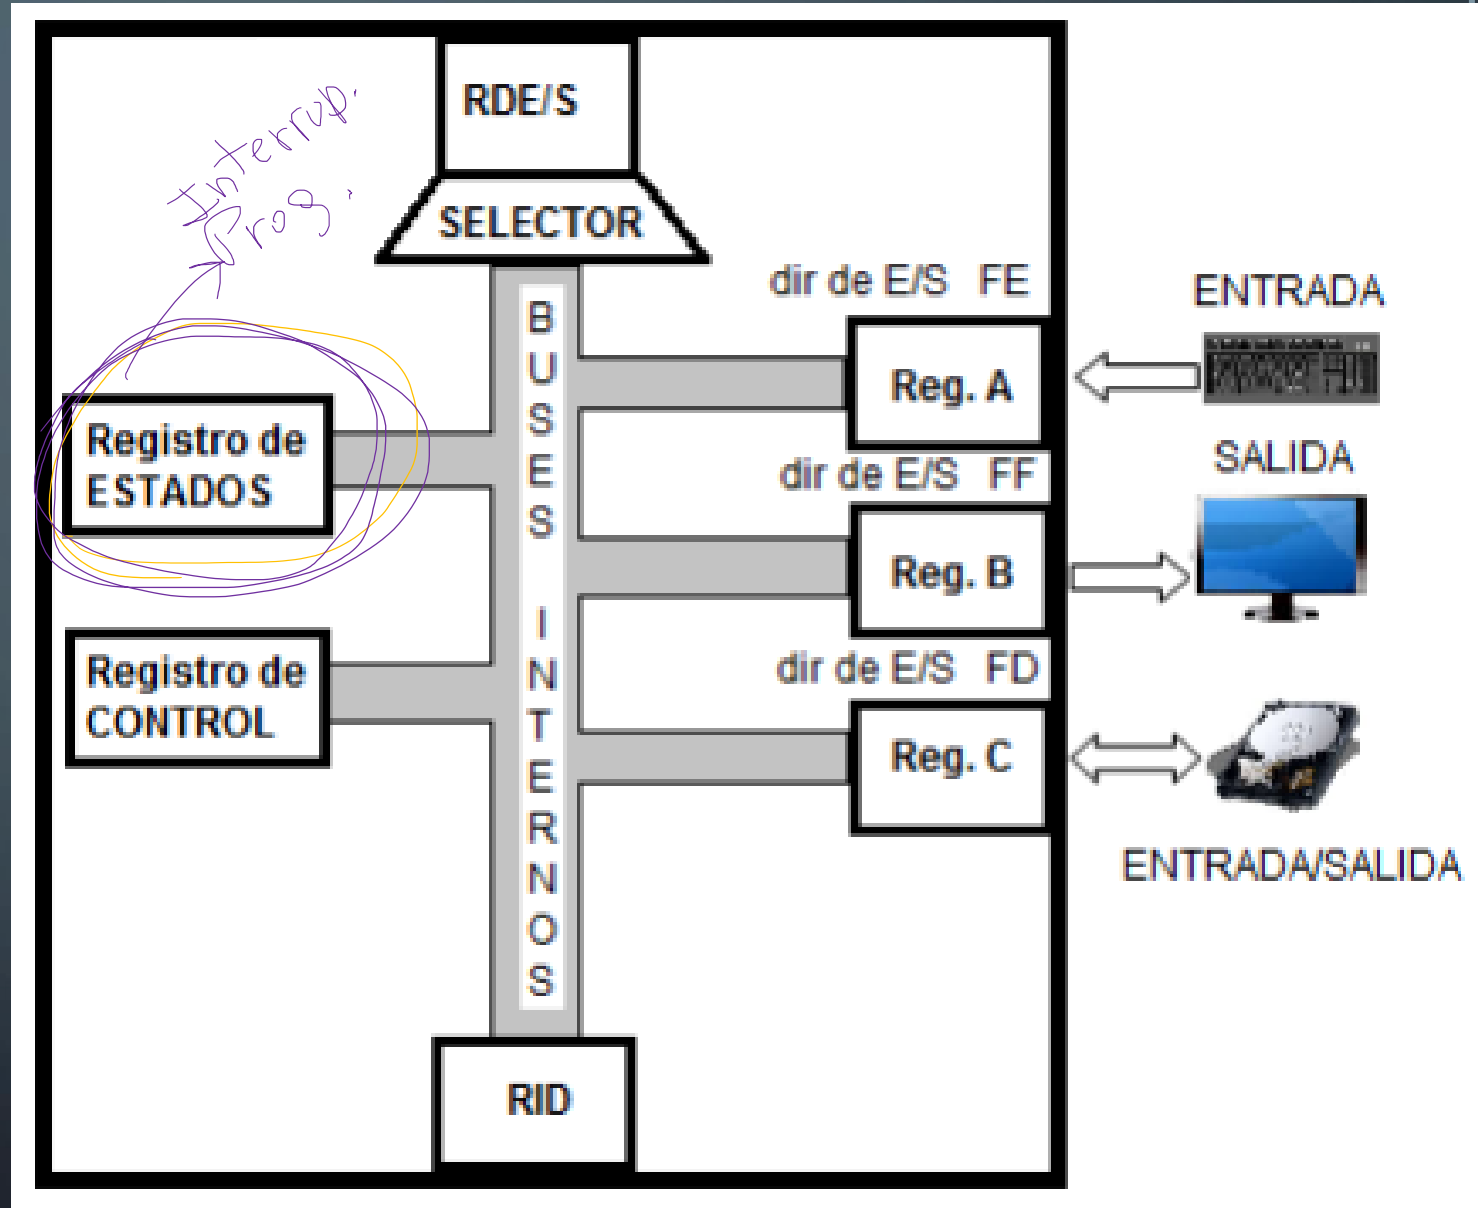 RDE/S
Interrup.
Prog.
SELECTOR
dir de E/S FE
ENTRADA
BUSES INTERNOS
Reg. A
Registro de
ESTADOS
dir de E/S FF
SALIDA
Reg. B
Registro de
CONTROL
dir de E/S FD
Reg. C
ENTRADA/SALIDA
RID